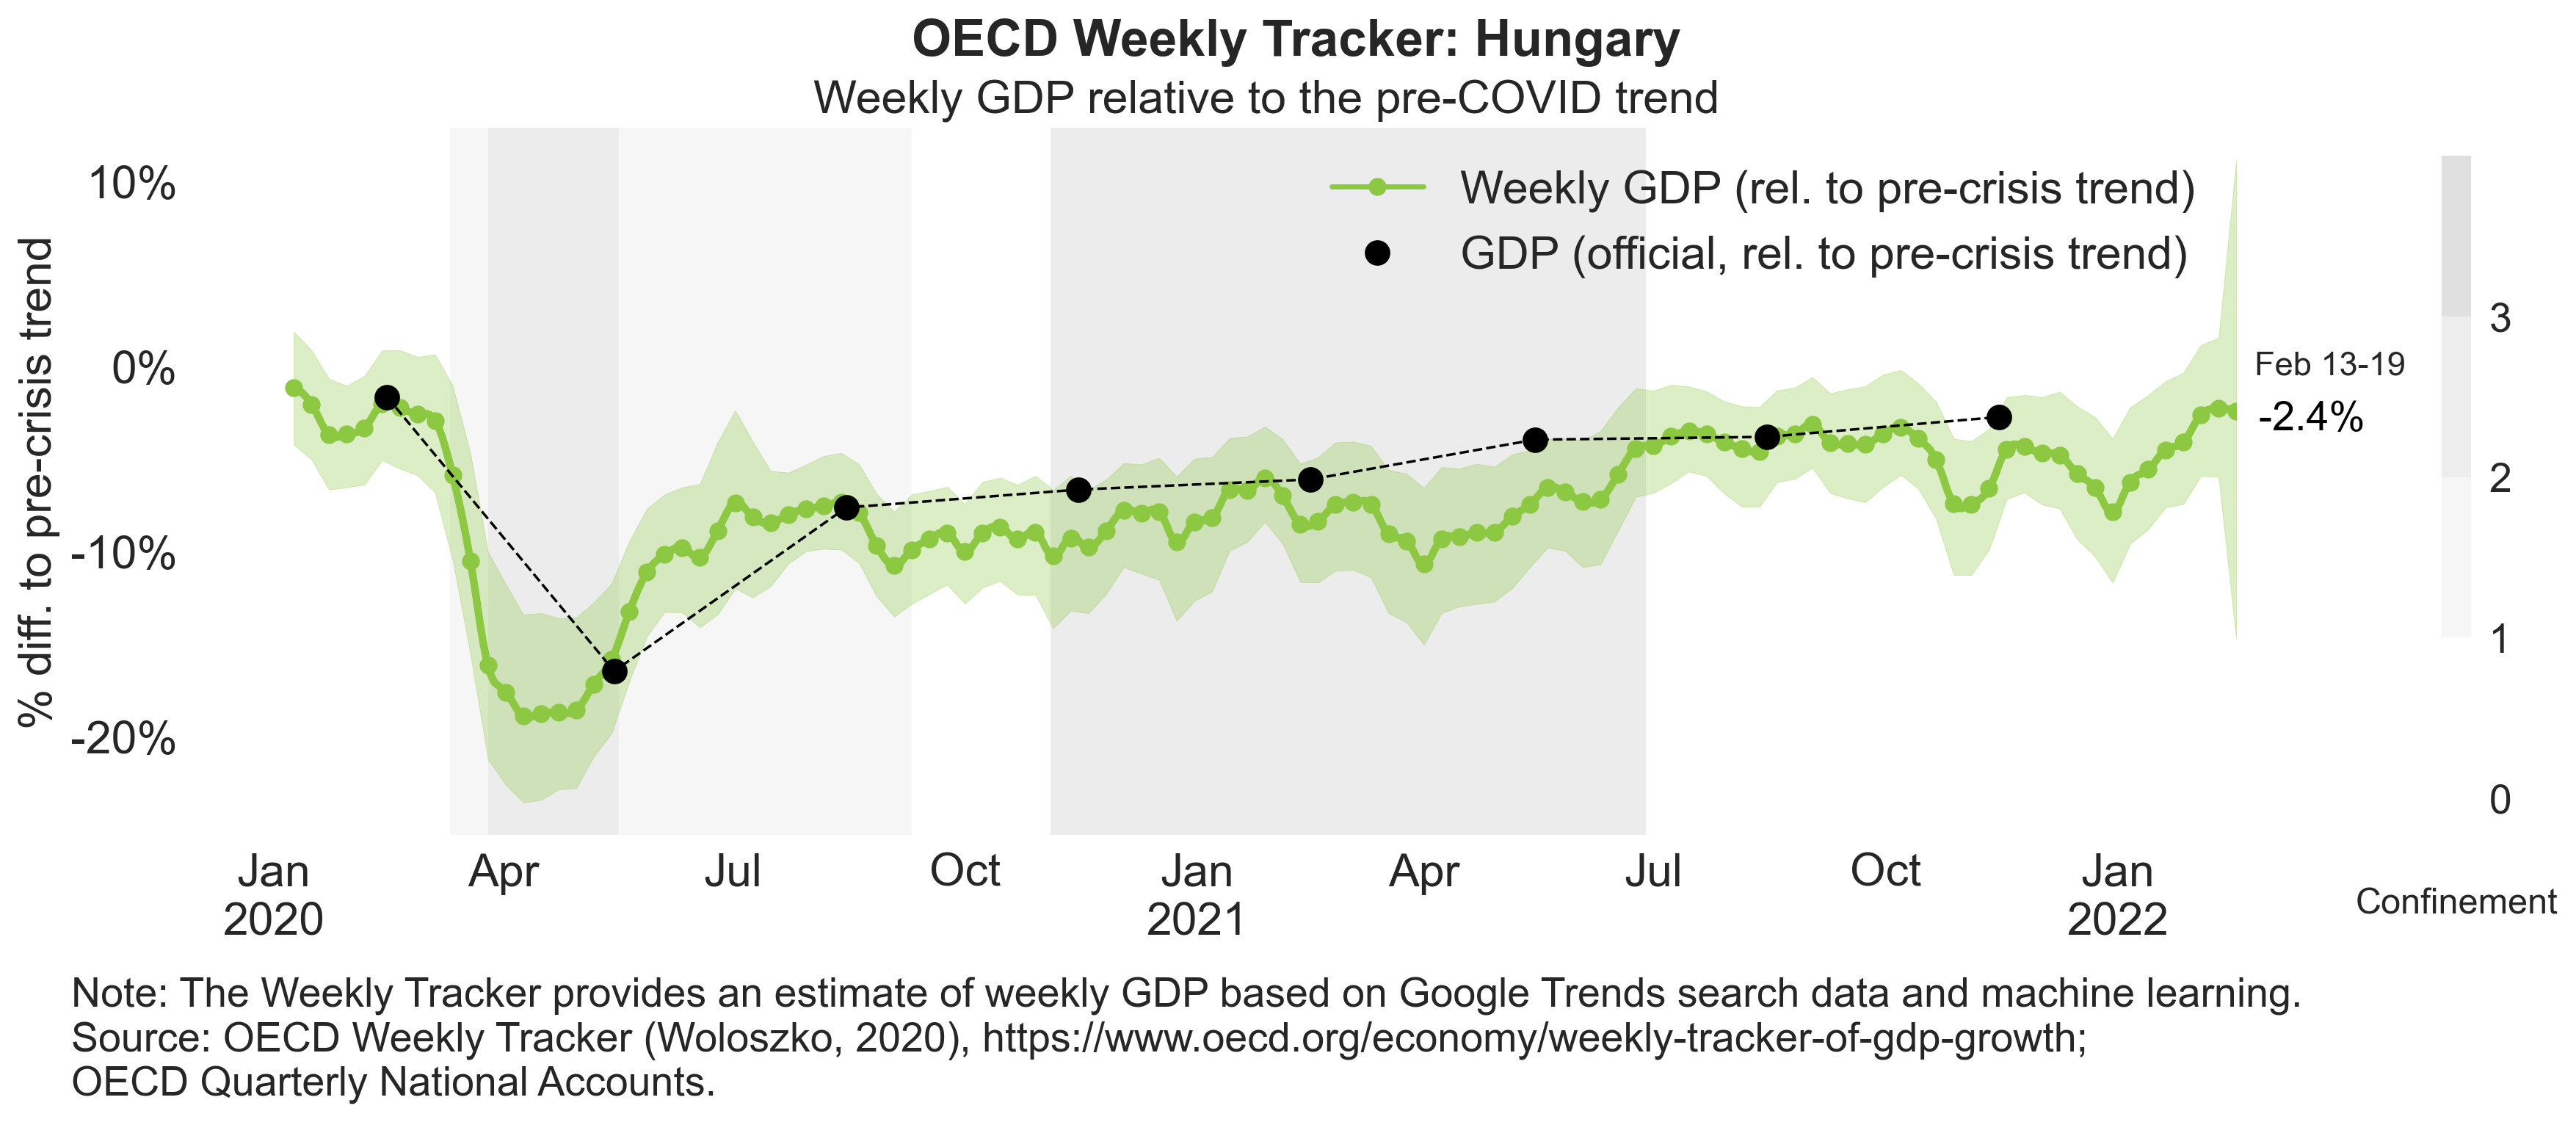 OECD Weekly Tracker: Hungary
Weekly GDP relative to the pre-COVID trend
% diff. to pre-crisis trend
10%
0%
-10%
-20%
Weekly GDP (rel. to pre-crisis trend)
GDP (official, rel. to pre-crisis trend)
Feb 13-19
-2.4%
3
2
1
0
Confinement
Jan Apr Jul Oct Jan Apr Jul Oct Jan
2020 2021 2022
Note: The Weekly Tracker provides an estimate of weekly GDP based on Google Trends search data and machine learning.
Source: OECD Weekly Tracker (Woloszko, 2020), https://www.oecd.org/economy/weekly-tracker-of-gdp-growth;
OECD Quarterly National Accounts.